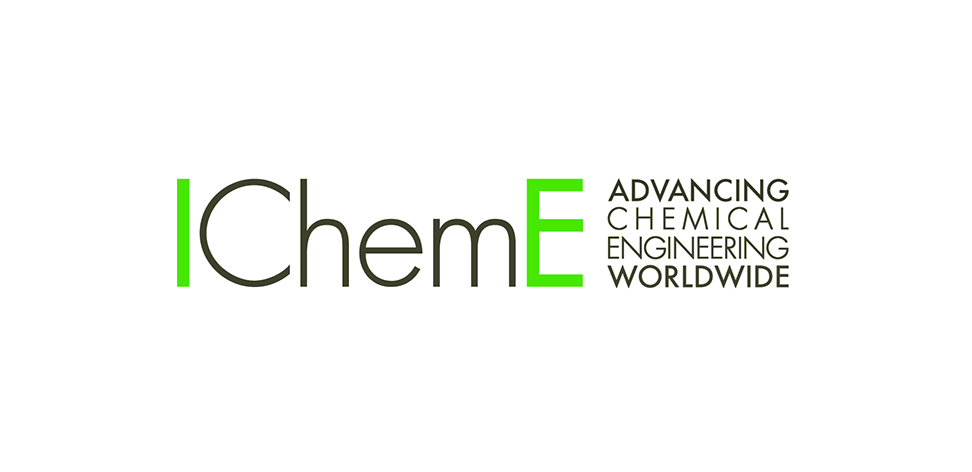 IChemE
ADVANCING
CHEMICAL
ENGINEERING
WORLDWIDE